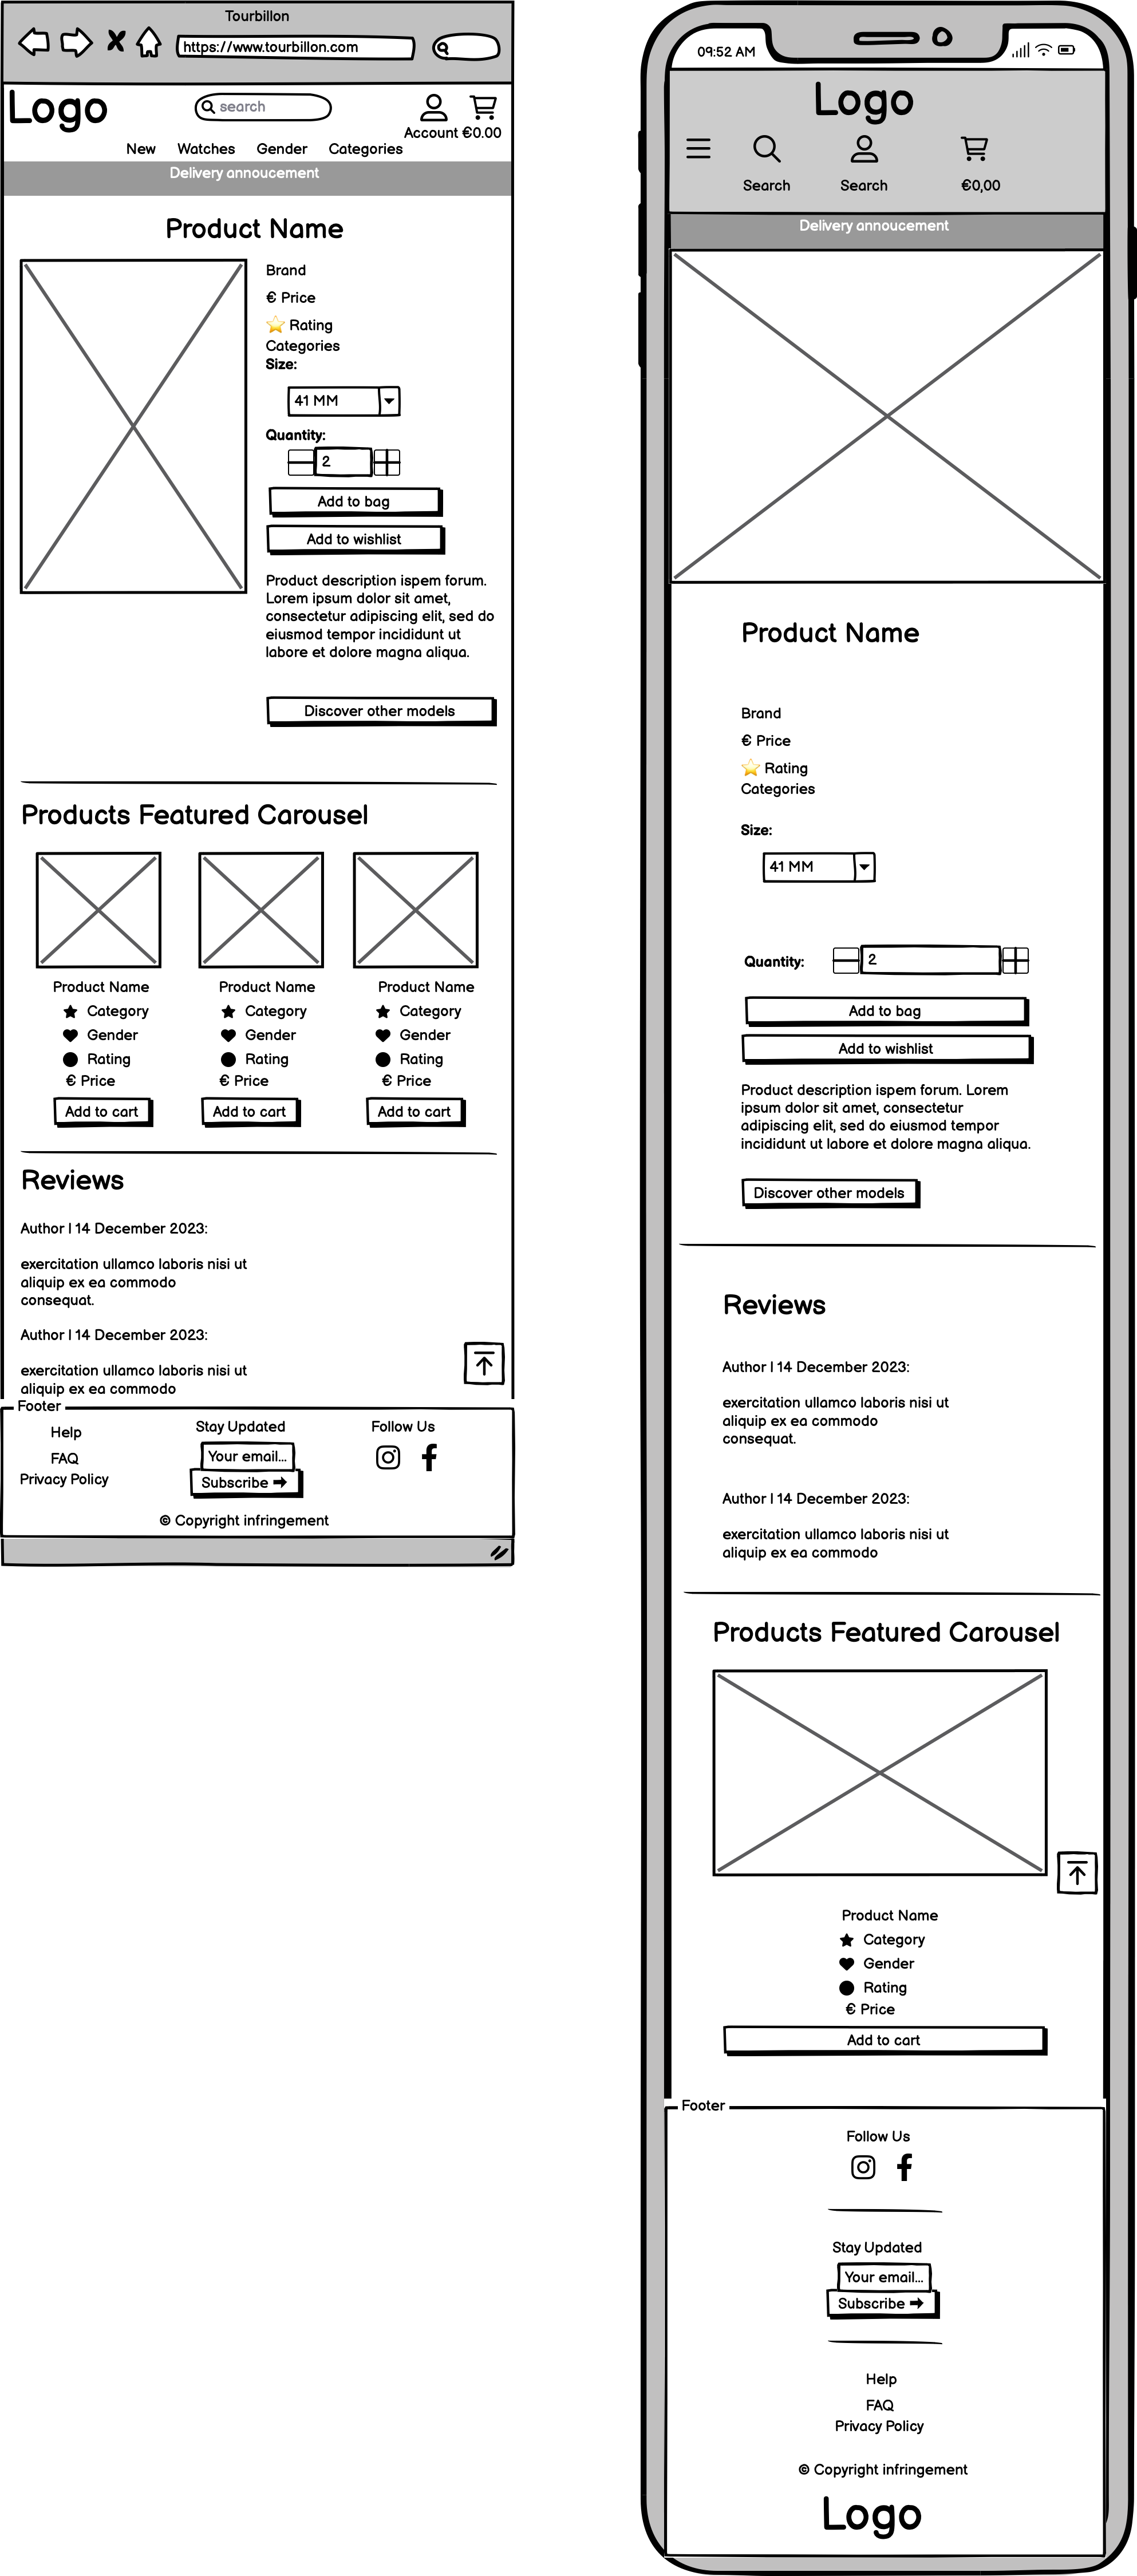 Tourbillon
https://www.tourbillon.com
Logo
search
Account €0.00
New Watches Gender Categories
Delivery annoucement
Product Name
Brand
€ Price
⭐ Rating
Categories
Size:
41 MM
Quantity:
2
Add to bag
Add to wishlist
Product description ispem forum.
Lorem ipsum dolor sit amet,
consectetur adipiscing elit, sed do
eiusmod tempor incididunt ut
labore et dolore magna aliqua.
Discover other models
Products Featured Carousel
Product Name Product Name Product Name
Category Category Category
Gender Gender Gender
Rating Rating Rating
€ Price € Price € Price
Add to cart Add to cart Add to cart
Reviews
Author | 14 December 2023:
exercitation ullamco laboris nisi ut
aliquip ex ea commodo
consequat.
Author | 14 December 2023:
exercitation ullamco laboris nisi ut
aliquip ex ea commodo
Footer
Help
FAQ
Privacy Policy
Stay Updated
Your email...
Subscribe
Follow Us
© Copyright infringement
09:52 AM
Logo
Search Search €0,00
Delivery annoucement
Product Name
Brand
€ Price
⭐ Rating
Categories
Size:
41 MM
Quantity: 2
Add to bag
Add to wishlist
Product description ispem forum. Lorem
ipsum dolor sit amet, consectetur
adipiscing elit, sed do eiusmod tempor
incididunt ut labore et dolore magna aliqua.
Discover other models
Reviews
Author | 14 December 2023:
exercitation ullamco laboris nisi ut
aliquip ex ea commodo
consequat.
Author | 14 December 2023:
exercitation ullamco laboris nisi ut
aliquip ex ea commodo
Products Featured Carousel
Product Name
Category
Gender
Rating
€ Price
Add to cart
Footer
Follow Us
Stay Updated
Your email...
Subscribe
Help
FAQ
Privacy Policy
© Copyright infringement
Logo